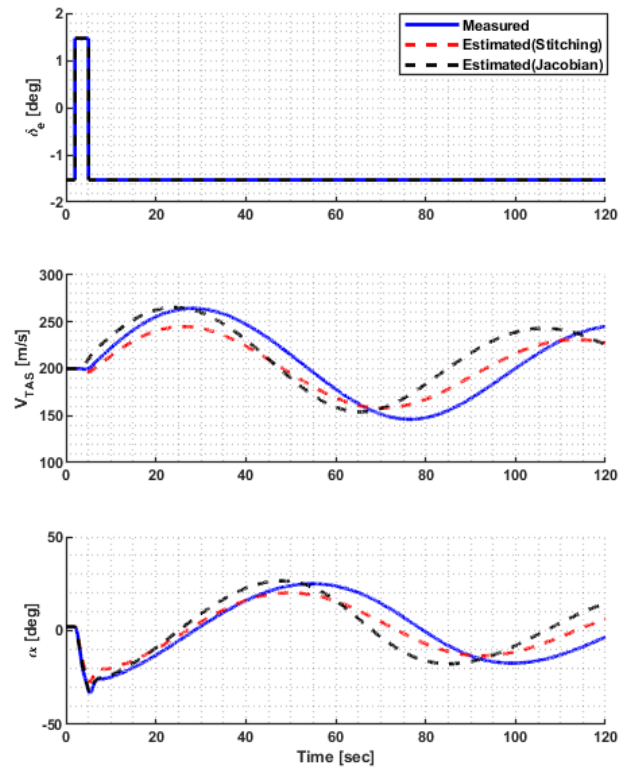 2
1
0
-1
-2
δe [deg]
Measured
Estimated(Stitching)
Estimated(Jacobian)
0 20 40 60 80 100 120
300
250
200
150
100
VTAS [m/s]
0 20 40 60 80 100 120
50
0
-50
α [deg]
0 20 40 60 80 100 120
Time [sec]